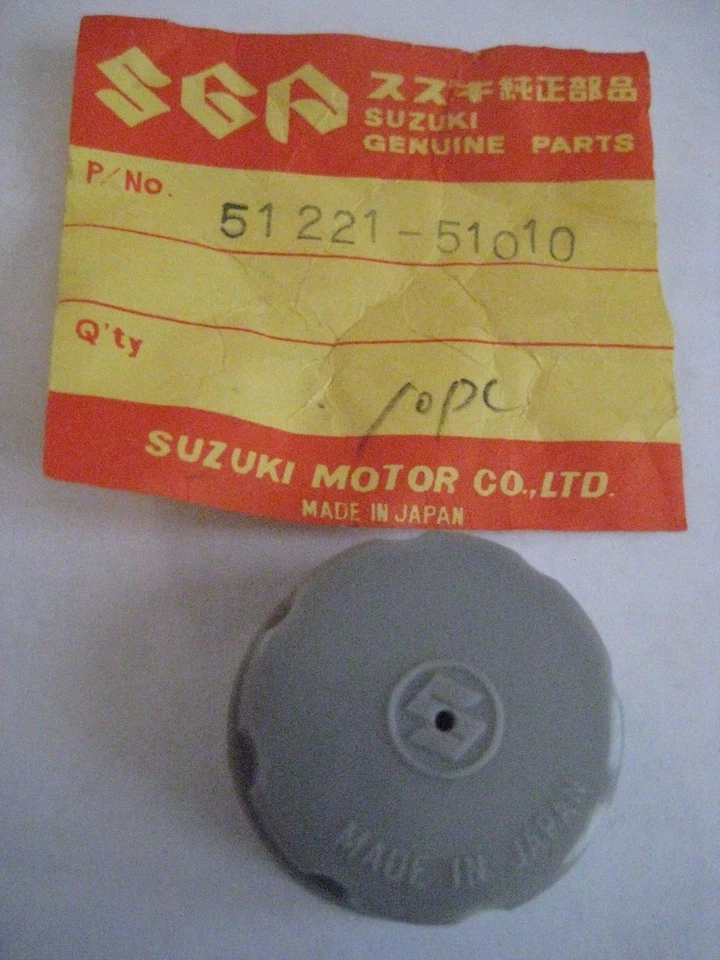 SGP
スズキ純正部品
SUZUKI
GENUINE PARTS
P/No.
51221-51010
Q'ty
10pc
SUZUKI MOTOR CO.,LTD.
MADE IN JAPAN
S
MADE IN JAPAN